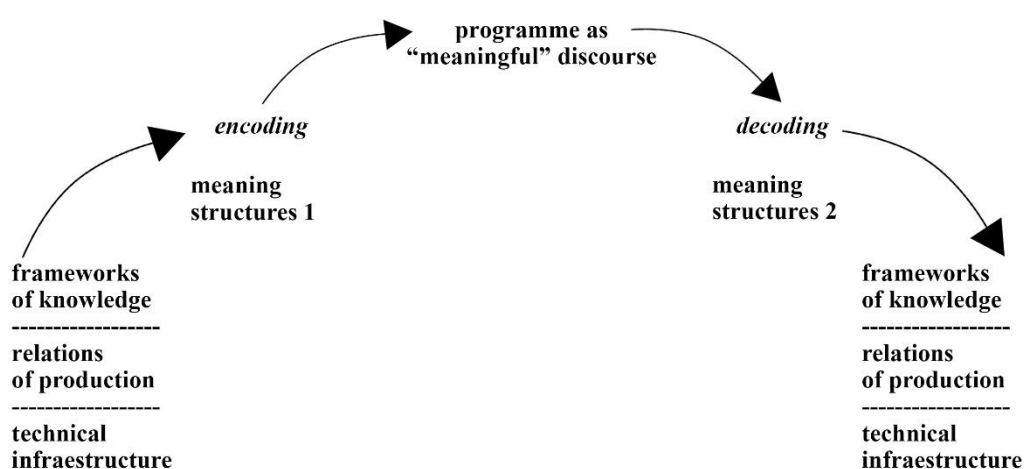 programme as
“meaningful” discourse
encoding
decoding
meaning
structures 1
meaning
structures 2
frameworks
of knowledge
------------------
relations
of production
------------------
technical
infraestructure
frameworks
of knowledge
------------------
relations
of production
------------------
technical
infraestructure